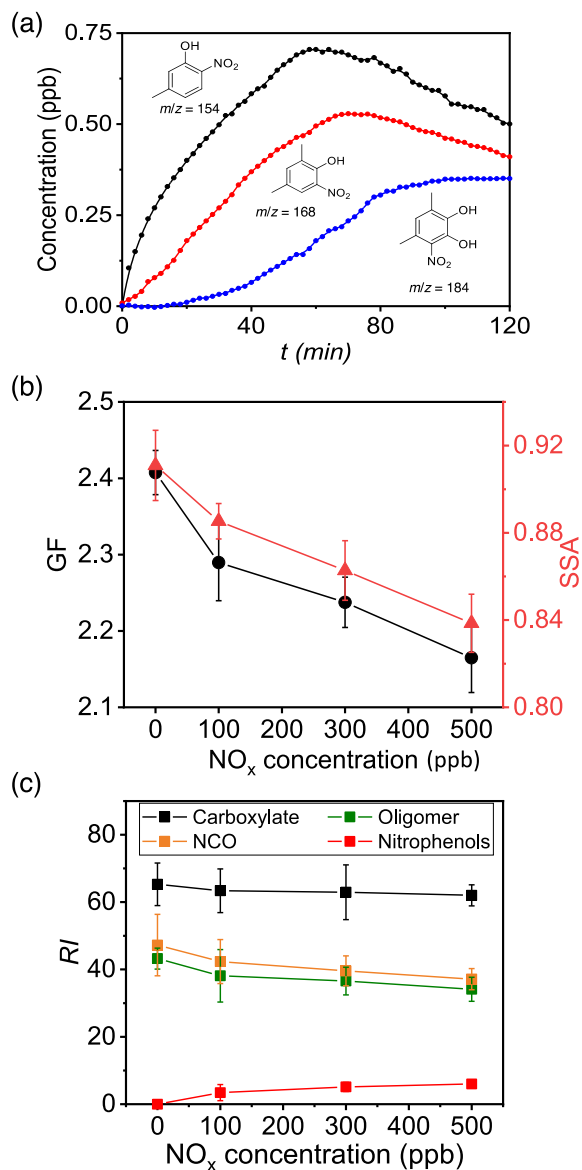 (a)
Concentration (ppb)
0.75
0.50
0.25
0.00
OH
NO₂
m/z = 154
OH
NO₂
m/z = 168
OH
OH
NO₂
m/z = 184
0 40 80 120
t (min)
(b)
GF
2.5
2.4
2.3
2.2
2.1
0.92
0.88
0.84
0.80
SSA
0 100 200 300 400 500
NOₓ concentration (ppb)
(c)
Carboxylate Oligomer
NCO Nitrophenols
RI
80
60
40
20
0
0 100 200 300 400 500
NOₓ concentration (ppb)